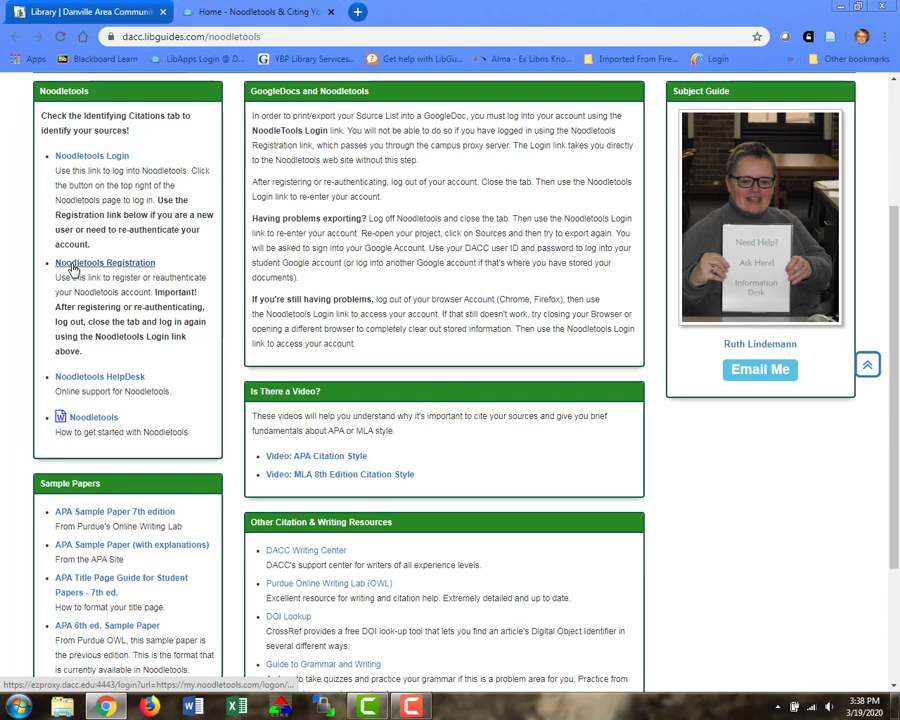 Library | Danville Area Communi
Home - Noodletools & Citing Yo
dacc.libguides.com/noodletools
Apps
Blackboard Learn
LibApps Login @ D...
YBP Library Services...
Get help with LibGu...
Alma - Ex Libris Kno...
Imported From Fire...
Login
»
Other bookmarks
Noodletools
Check the Identifying Citations tab to
identify your sources!
Noodletools Login
Use this link to log into Noodletools. Click
the button on the top right of the
Noodletools page to log in. Use the
Registration link below if you are a new
user or need to re-authenticate your
account.
Noodletools Registration
Use this link to register or reauthenticate
your Noodletools account. Important!
After registering or re-authenticating,
log out, close the tab and log in again
using the Noodletools Login link
above.
Noodletools HelpDesk
Online support for Noodletools.
Noodletools
How to get started with Noodletools
Sample Papers
APA Sample Paper 7th edition
From Purdue's Online Writing Lab
APA Sample Paper (with explanations)
From the APA Site
APA Title Page Guide for Student
Papers - 7th ed.
How to format your title page.
APA 6th ed. Sample Paper
From Purdue OWL, this sample paper is
the previous edition. This is the format that
is currently available in Noodletools.
GoogleDocs and Noodletools
In order to print/export your Source List into a GoogleDoc, you must log into your account using the
NoodleTools Login link. You will not be able to do so if you have logged in using the Noodletools
Registration link, which passes you through the campus proxy server. The Login link takes you directly
to the Noodletools web site without this step.
After registering or re-authenticating, log out of your account. Close the tab. Then use the Noodletools
Login link to re-enter your account.
Having problems exporting? Log off Noodletools and close the tab. Then use the Noodletools Login
link to re-enter your account. Re-open your project, click on Sources and then try to export again. You
will be asked to sign into your Google Account. Use your DACC user ID and password to log into your
student Google account (or log into another Google account if that's where you have stored your
documents).
If you're still having problems, log out of your browser Account (Chrome, Firefox), then use
the Noodletools Login link to access your account. If that still doesn't work, try closing your Browser or
opening a different browser to completely clear out stored information. Then use the Noodletools Login
link to access your account.
Is There a Video?
These videos will help you understand why it's important to cite your sources and give you brief
fundamentals about APA or MLA style.
Video: APA Citation Style
Video: MLA 8th Edition Citation Style
Other Citation & Writing Resources
DACC Writing Center
DACC's support center for writers of all experience levels.
Purdue Online Writing Lab (OWL)
Excellent resource for writing and citation help. Extremely detailed and up to date.
DOI Lookup
CrossRef provides a free DOI look-up tool that lets you find an article's Digital Object Identifier in
several different ways.
Guide to Grammar and Writing
to take quizzes and practice your grammar if this is a problem area for you. Practice from
Subject Guide
Need Help?
Ask Here!
Information
Desk
Ruth Lindemann
Email Me
https://ezproxy.dacc.edu:4443/login?url=https://my.noodletools.com/logon/...
3:38 PM
3/19/2020